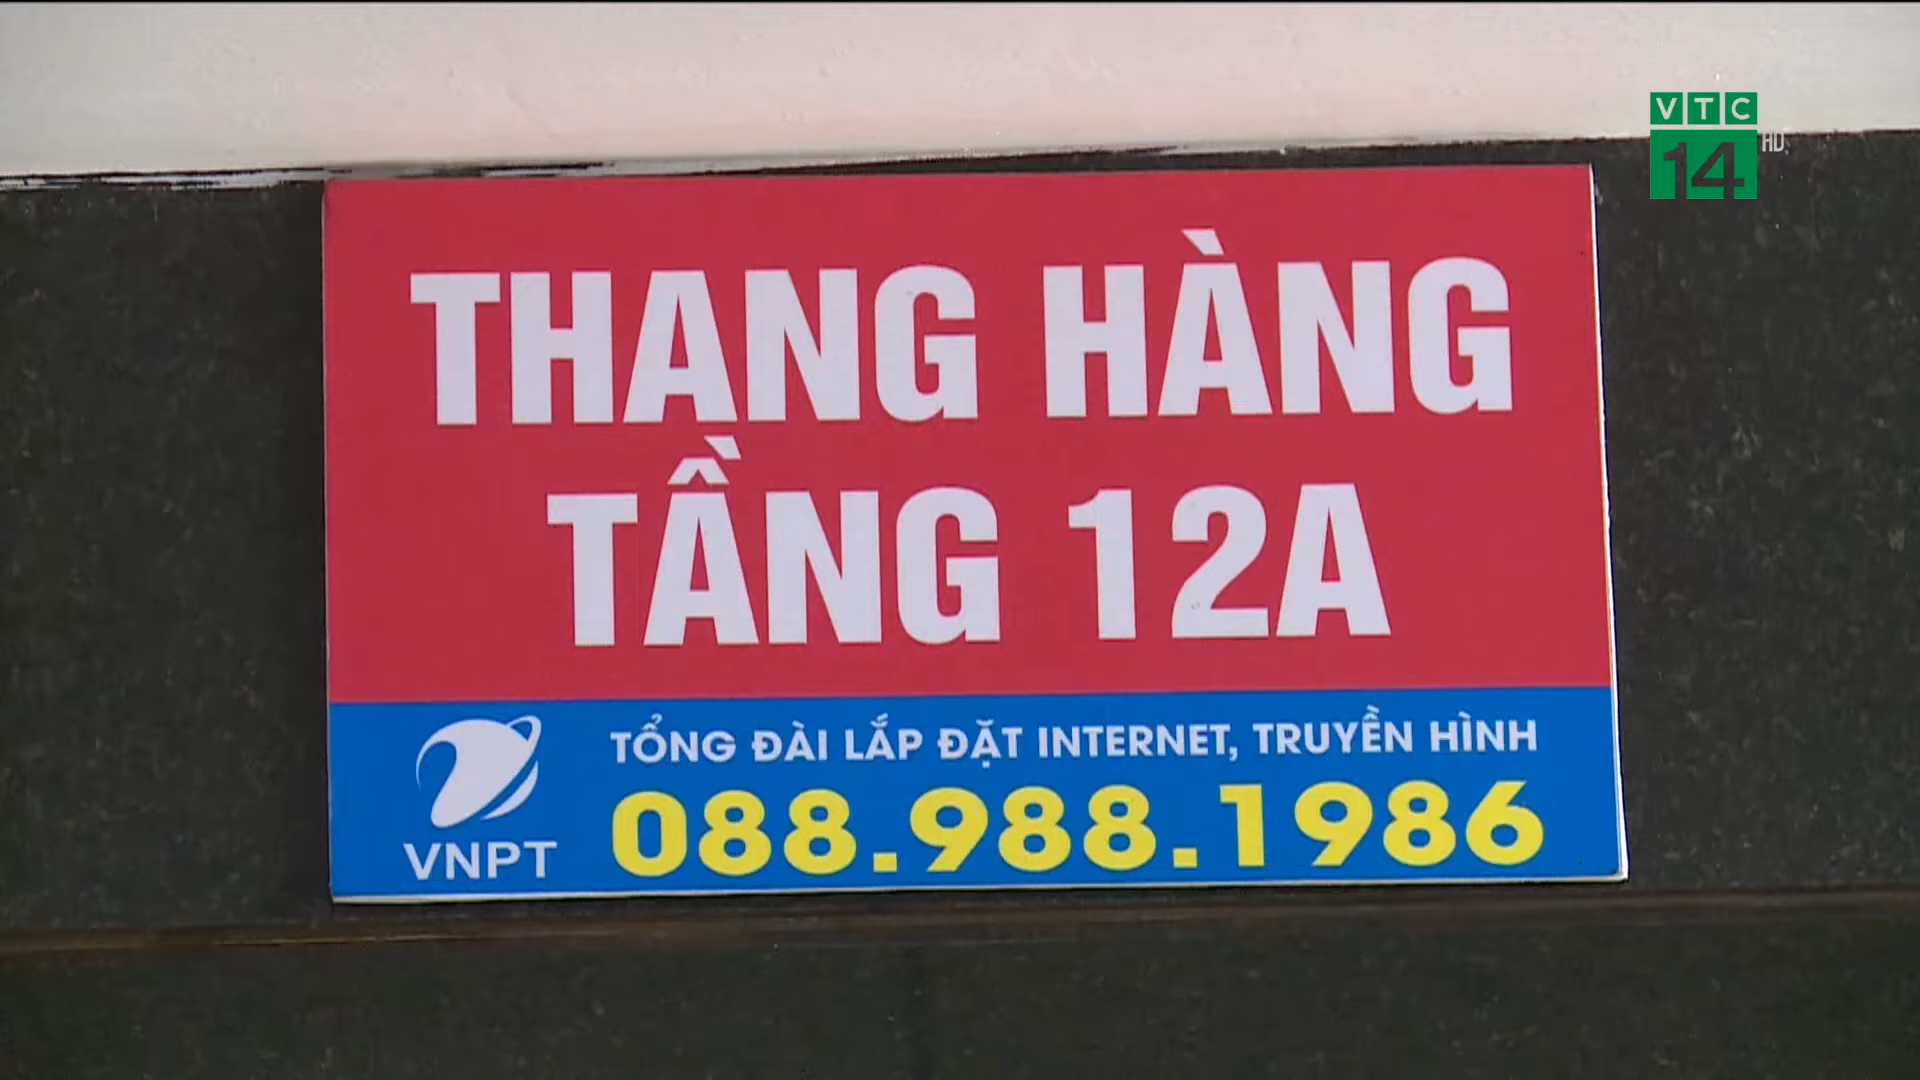 VTC
14 HD
THANG HÀNG
TẦNG 12A
TỔNG ĐÀI LẮP ĐẶT INTERNET, TRUYỀN HÌNH
088.988.1986
VNPT